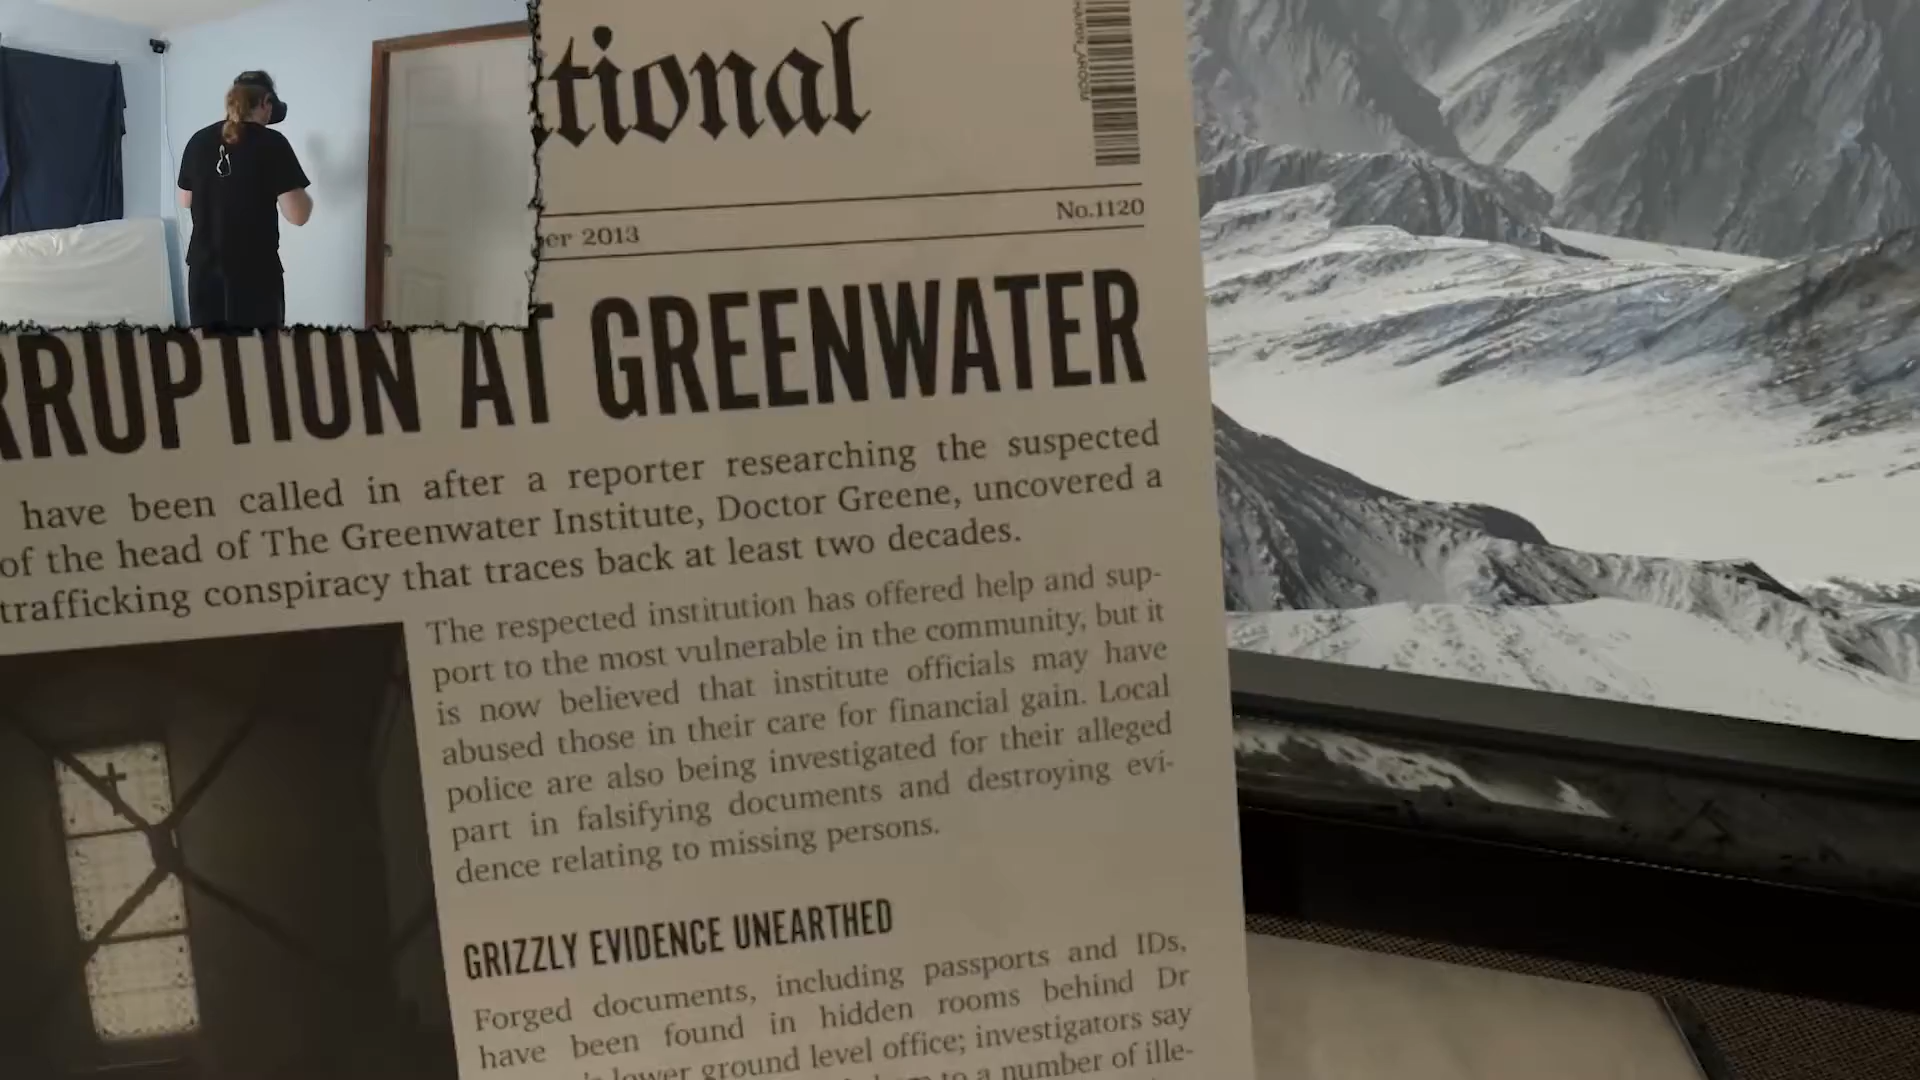 tional
er 2013
No.1120
RRUPTION AT GREENWATER
have been called in after a reporter researching the suspected
of the head of The Greenwater Institute, Doctor Greene, uncovered a
trafficking conspiracy that traces back at least two decades.
The respected institution has offered help and sup-
port to the most vulnerable in the community, but it
is now believed that institute officials may have
abused those in their care for financial gain. Local
police are also being investigated for their alleged
part in falsifying documents and destroying evi-
dence relating to missing persons.
GRIZZLY EVIDENCE UNEARTHED
Forged documents, including passports and IDs,
have been found in hidden rooms behind Dr
lower ground level office; investigators say
to a number of ille-